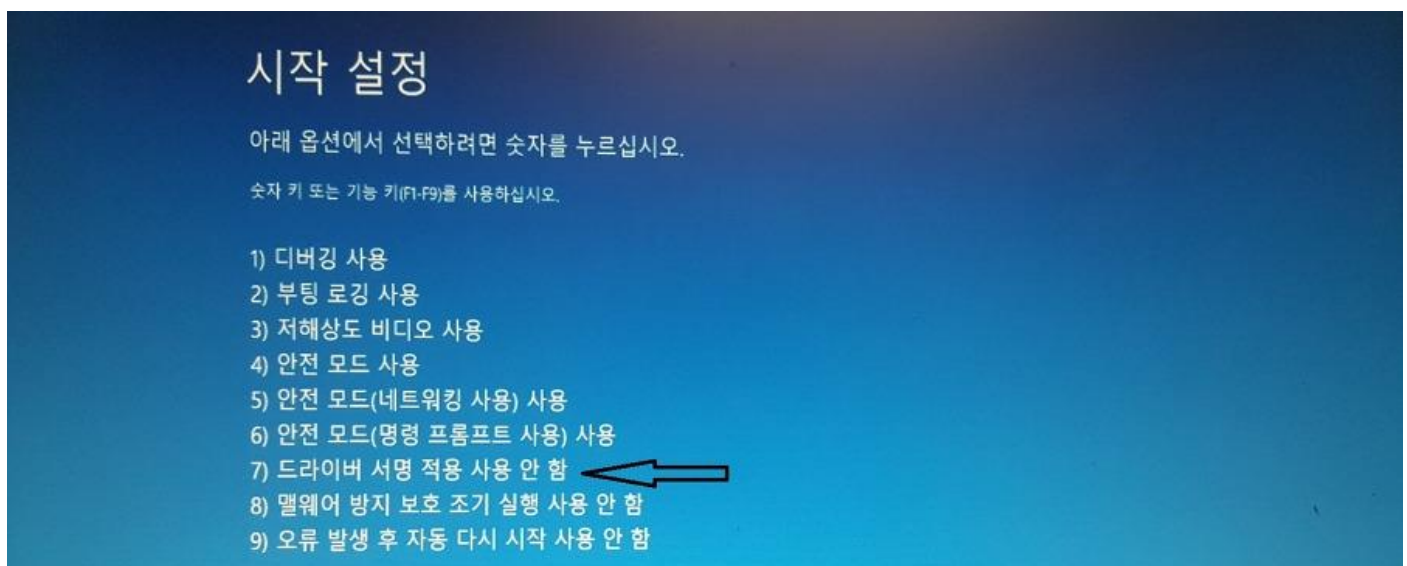 시작 설정
아래 옵션에서 선택하려면 숫자를 누르십시오.
숫자 키 또는 기능 키(F1-F9)를 사용하십시오.
1) 디버깅 사용
2) 부팅 로깅 사용
3) 저해상도 비디오 사용
4) 안전 모드 사용
5) 안전 모드(네트워킹 사용) 사용
6) 안전 모드(명령 프롬프트 사용) 사용
7) 드라이버 서명 적용 사용 안 함
8) 맬웨어 방지 보호 조기 실행 사용 안 함
9) 오류 발생 후 자동 다시 시작 사용 안 함